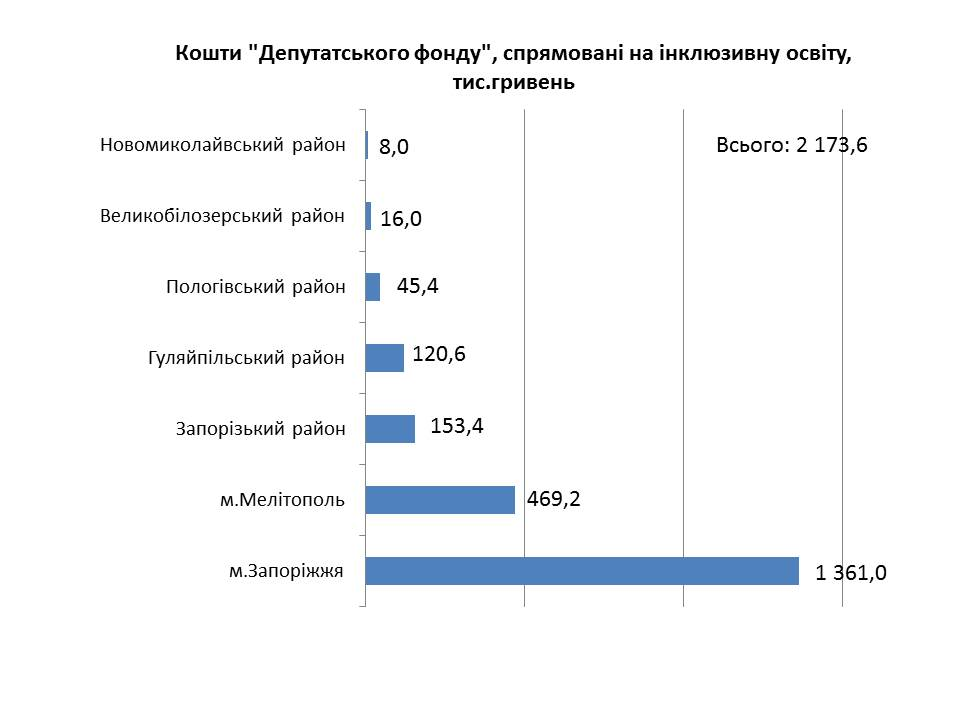 Кошти "Депутатського фонду", спрямовані на інклюзивну освіту,
тис.гривень
Новомиколайвський район
8,0
Всього: 2 173,6
Великобілозерський район
16,0
Пологівський район
45,4
Гуляйпільський район
120,6
Запорізький район
153,4
м.Мелітополь
469,2
м.Запоріжжя
1 361,0